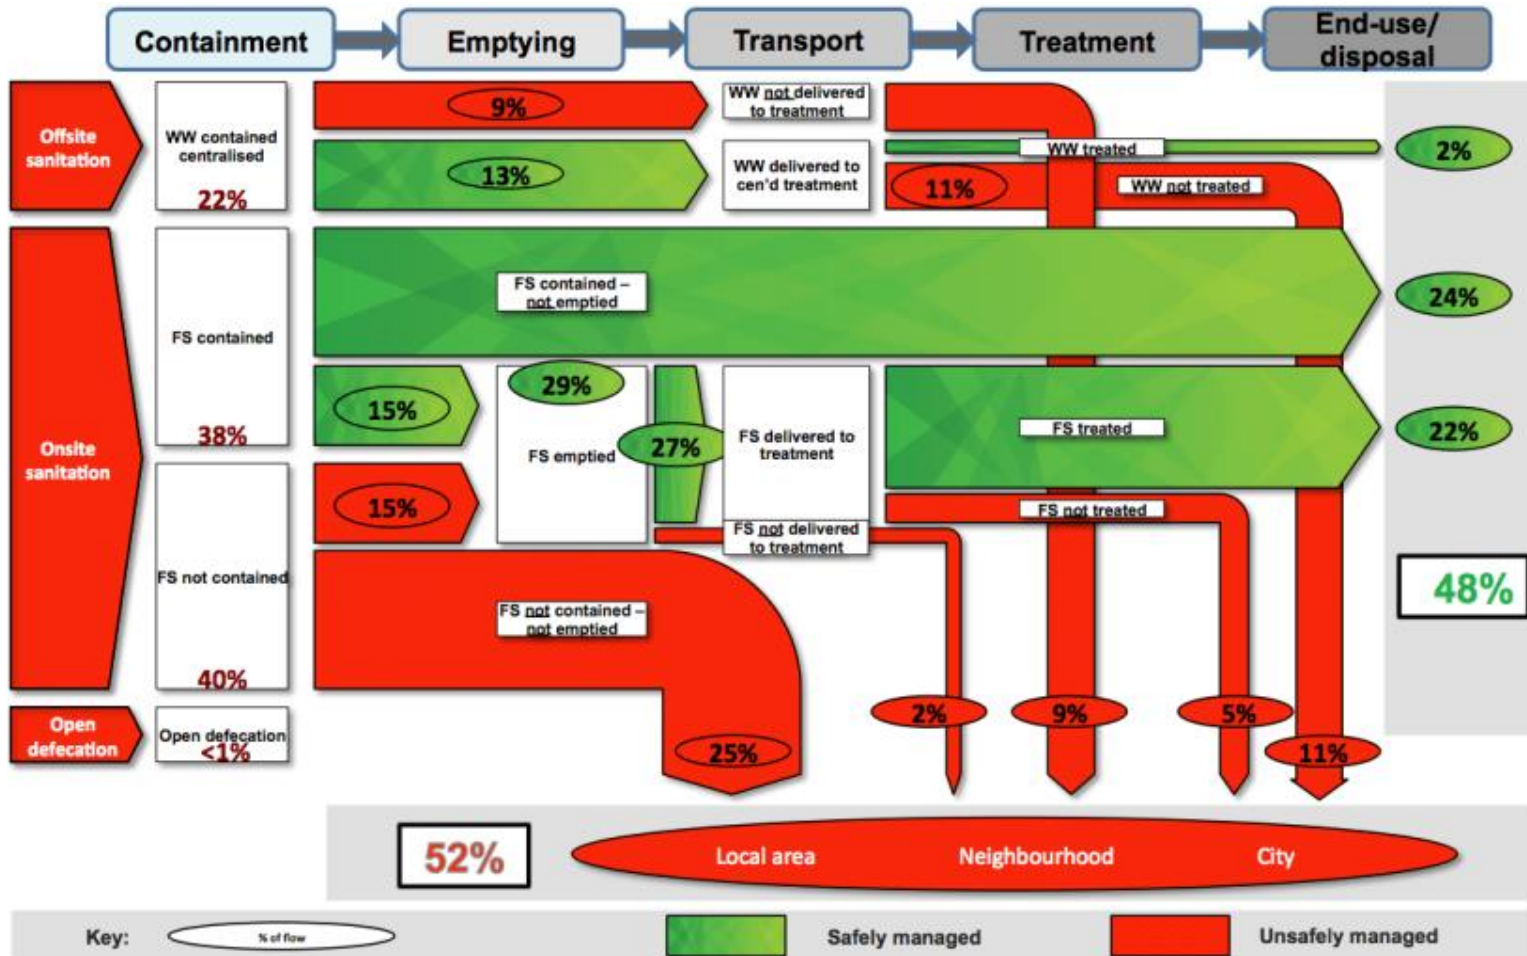 Containment
Emptying
Transport
Treatment
End-use/
disposal
Offsite
sanitation
WW contained
centralised
22%
9%
WW not delivered
to treatment
13%
WW delivered to
cen'd treatment
WW treated
2%
11%
WW not treated
Onsite
sanitation
FS contained
38%
FS contained –
not emptied
24%
15%
29%
FS emptied
27%
FS delivered to
treatment
FS treated
22%
15%
FS not delivered
to treatment
FS not treated
FS not contained
40%
FS not contained –
not emptied
48%
Open
defecation
Open defecation
<1%
25%
2%
9%
5%
11%
52%
Local area
Neighbourhood
City
Key:
% of flow
Safely managed
Unsafely managed